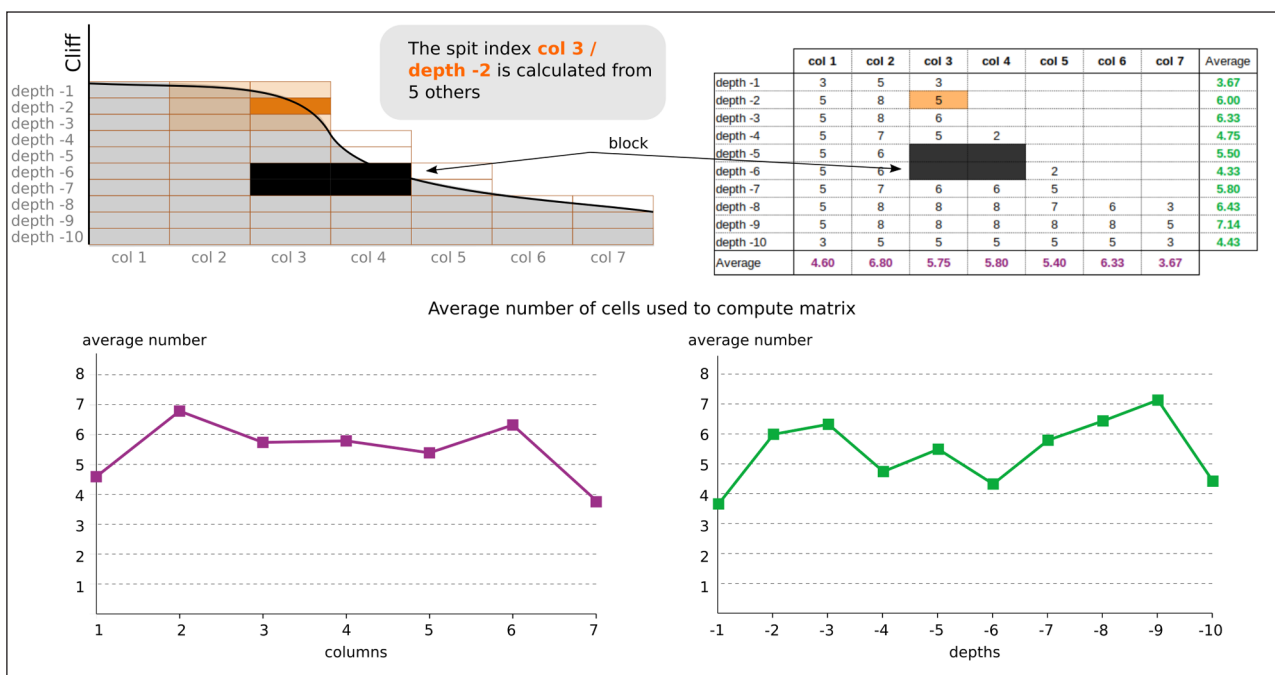 Cliff
The spit index col 3 /
depth -2 is calculated from
5 others
depth -1
depth -2
depth -3
depth -4
depth -5
depth -6
depth -7
depth -8
depth -9
depth -10
col 1 col 2 col 3 col 4 col 5 col 6 col 7
block
col 1 col 2 col 3 col 4 col 5 col 6 col 7 Average
depth -1 3 5 3 3.67
depth -2 5 8 5 6.00
depth -3 5 8 6 6.33
depth -4 5 7 5 2 4.75
depth -5 5 6 5.50
depth -6 5 6 2 4.33
depth -7 5 7 6 6 5 5.80
depth -8 5 8 8 8 7 6 3 6.43
depth -9 5 8 8 8 8 8 5 7.14
depth -10 3 5 5 5 5 5 3 4.43
Average 4.60 6.80 5.75 5.80 5.40 6.33 3.67
Average number of cells used to compute matrix
average number
8
7
6
5
4
3
2
1
1 2 3 4 5 6 7
columns
average number
8
7
6
5
4
3
2
1
-1 -2 -3 -4 -5 -6 -7 -8 -9 -10
depths